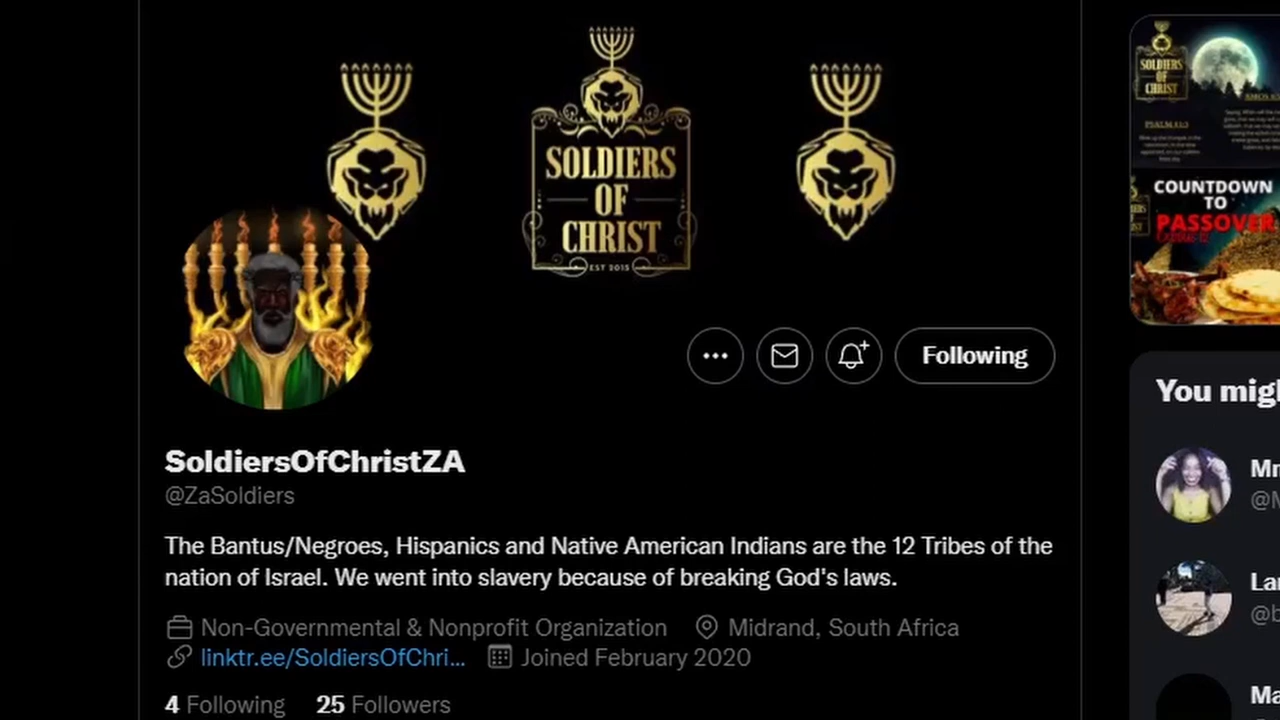 SOLDIERS
OF
CHRIST
EST 2015
Following
SoldiersOfChristZA
@ZaSoldiers
The Bantus/Negroes, Hispanics and Native American Indians are the 12 Tribes of the
nation of Israel. We went into slavery because of breaking God's laws.
Non-Governmental & Nonprofit Organization Midrand, South Africa
linktr.ee/SoldiersOfChri... Joined February 2020
4 Following 25 Followers
SOLDIERS
OF
CHRIST
PSALM 81:3
COUNTDOWN
TO
PASSOVER
You migh
Mr
@M
La
@b
Ma